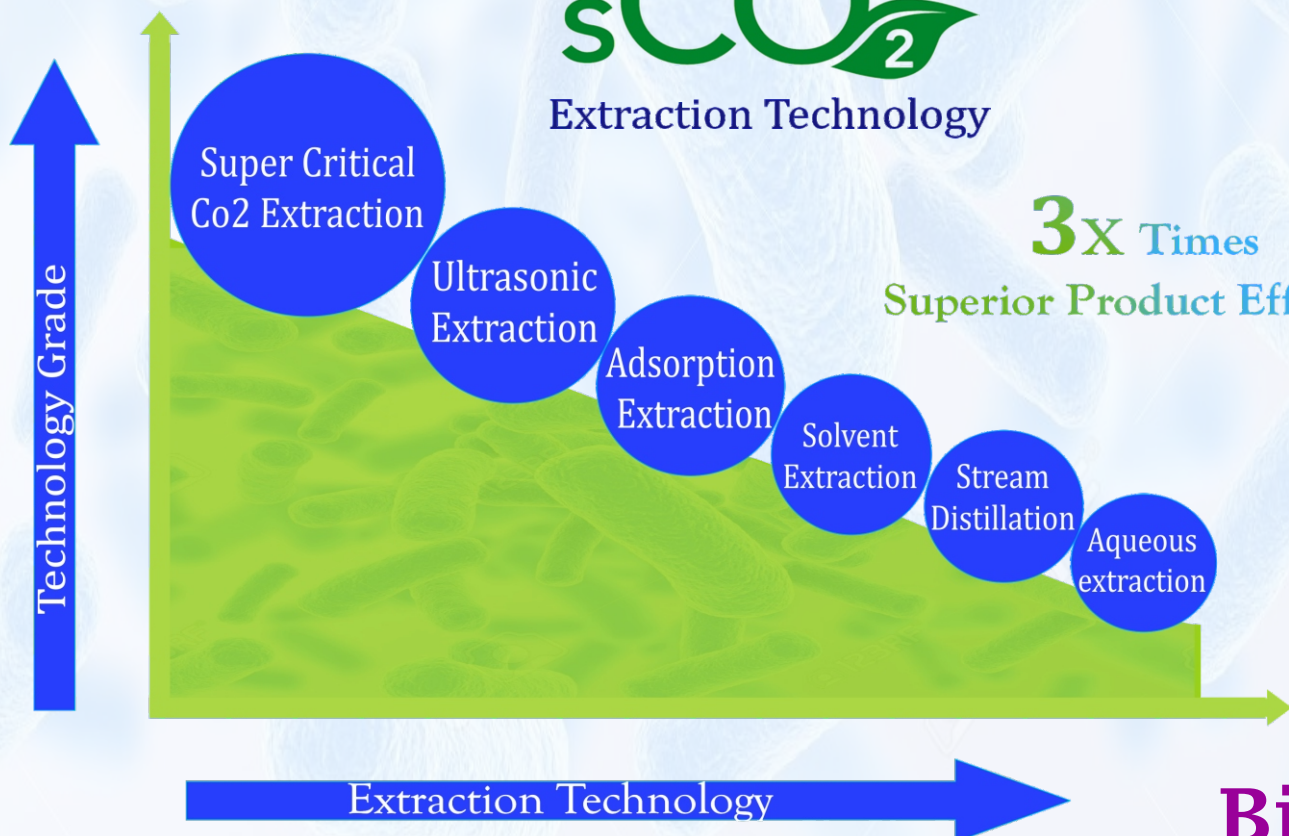 sCO2
Extraction Technology
Super Critical
Co2 Extraction
Ultrasonic
Extraction
Adsorption
Extraction
Solvent
Extraction
Stream
Distillation
Aqueous
extraction
3X Times
Superior Product
Technology Grade
Extraction Technology